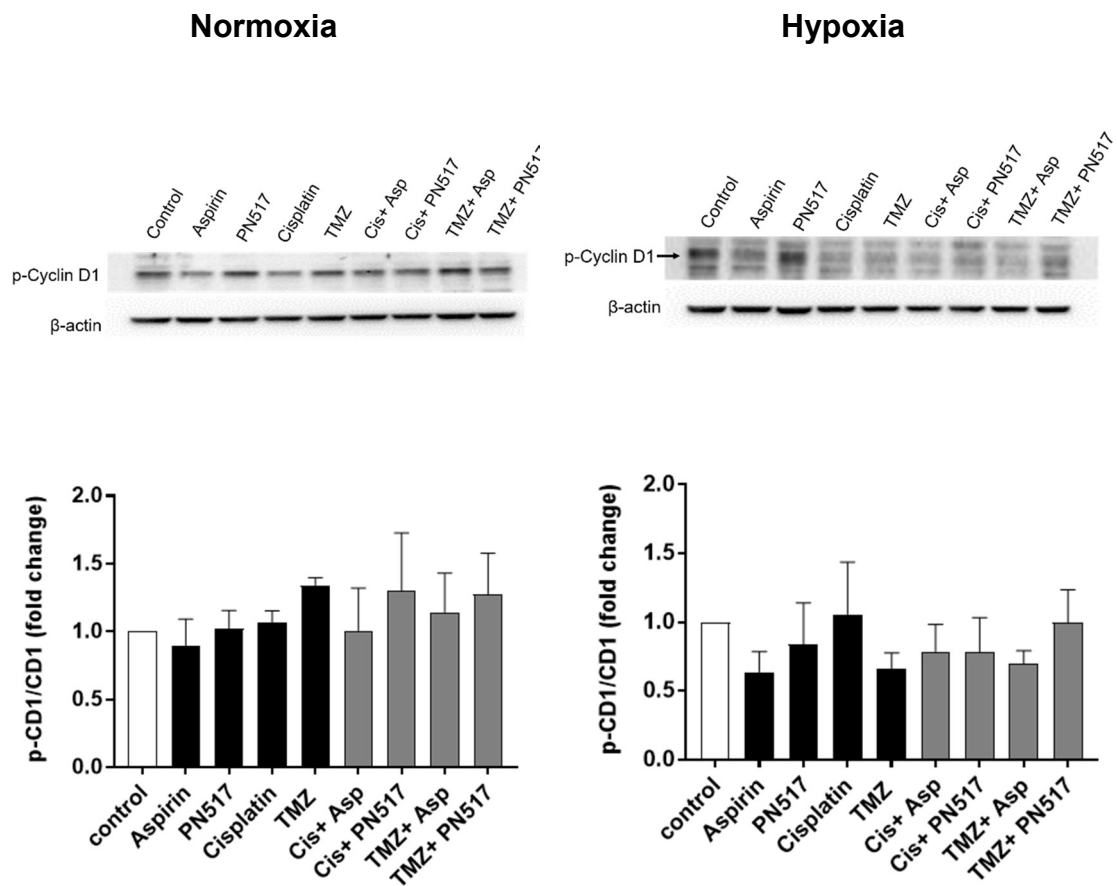 Normoxia
Hypoxia
Control
Aspirin
PN517
Cisplatin
TMZ
Cis+ Asp
Cis+ PN517
TMZ+ Asp
TMZ+ PN517
p-Cyclin D1
β-actin
Control
Aspirin
PN517
Cisplatin
TMZ
Cis+ Asp
Cis+ PN517
TMZ+ Asp
TMZ+ PN517
p-Cyclin D1
β-actin
p-CD1/CD1 (fold change)
2.0
1.5
1.0
0.5
0.0
control
Aspirin
PN517
Cisplatin
TMZ
Cis+ Asp
Cis+ PN517
TMZ+ Asp
TMZ+ PN517
p-CD1/CD1 (fold change)
2.0
1.5
1.0
0.5
0.0
control
Aspirin
PN517
Cisplatin
TMZ
Cis+ Asp
Cis+ PN517
TMZ+ Asp
TMZ+ PN517